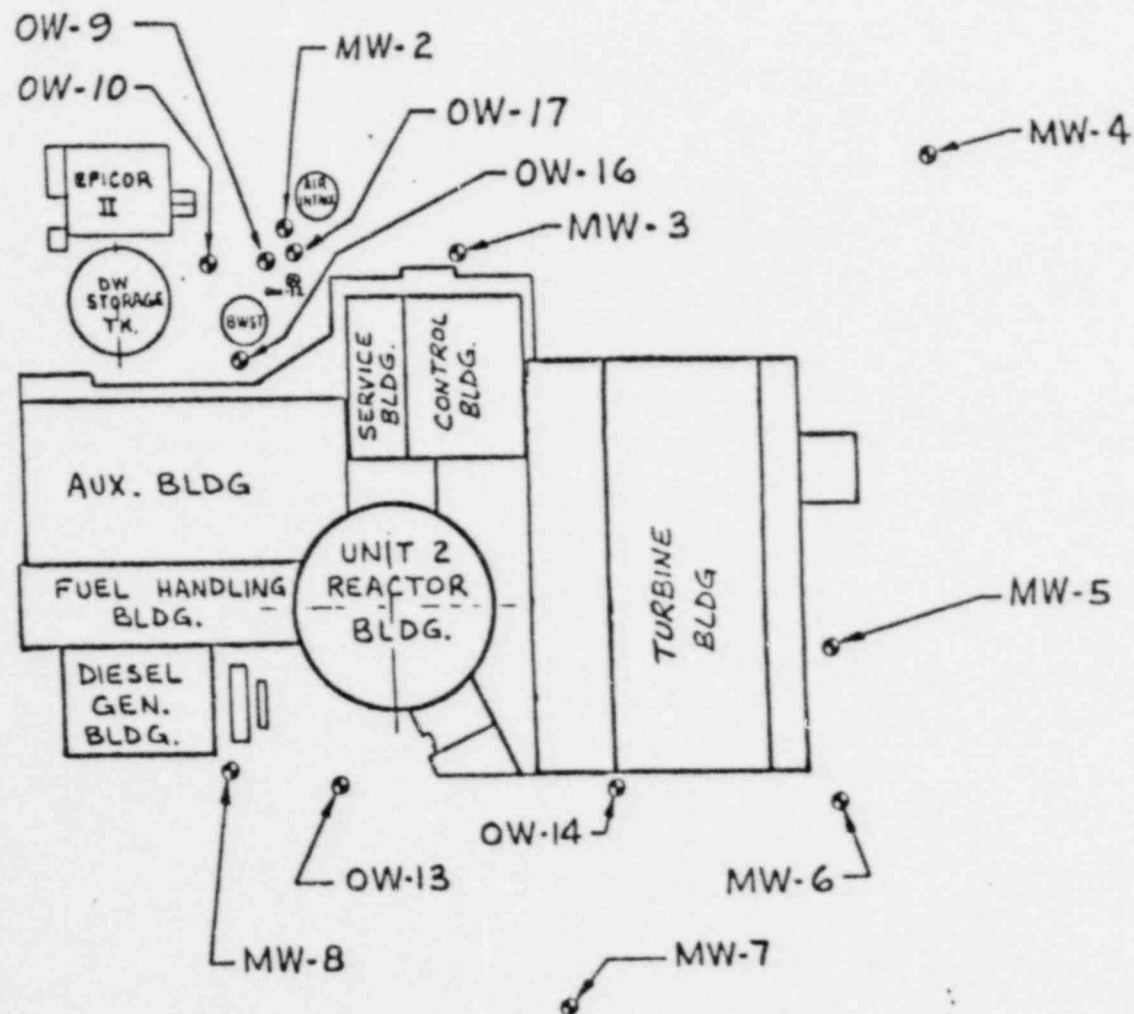 OW-9
MW-2
OW-10
OW-17
MW-4
EPICOR
II
AIR
OW-16
MW-3
DW
STORAGE
TK.
BWST
SERVICE
BLDG.
CONTROL
BLDG.
AUX. BLDG
UNIT 2
REACTOR
BLDG.
FUEL HANDLING
BLDG.
TURBINE
BLDG
MW-5
DIESEL
GEN.
BLDG.
OW-14
OW-13
MW-6
MW-8
MW-7